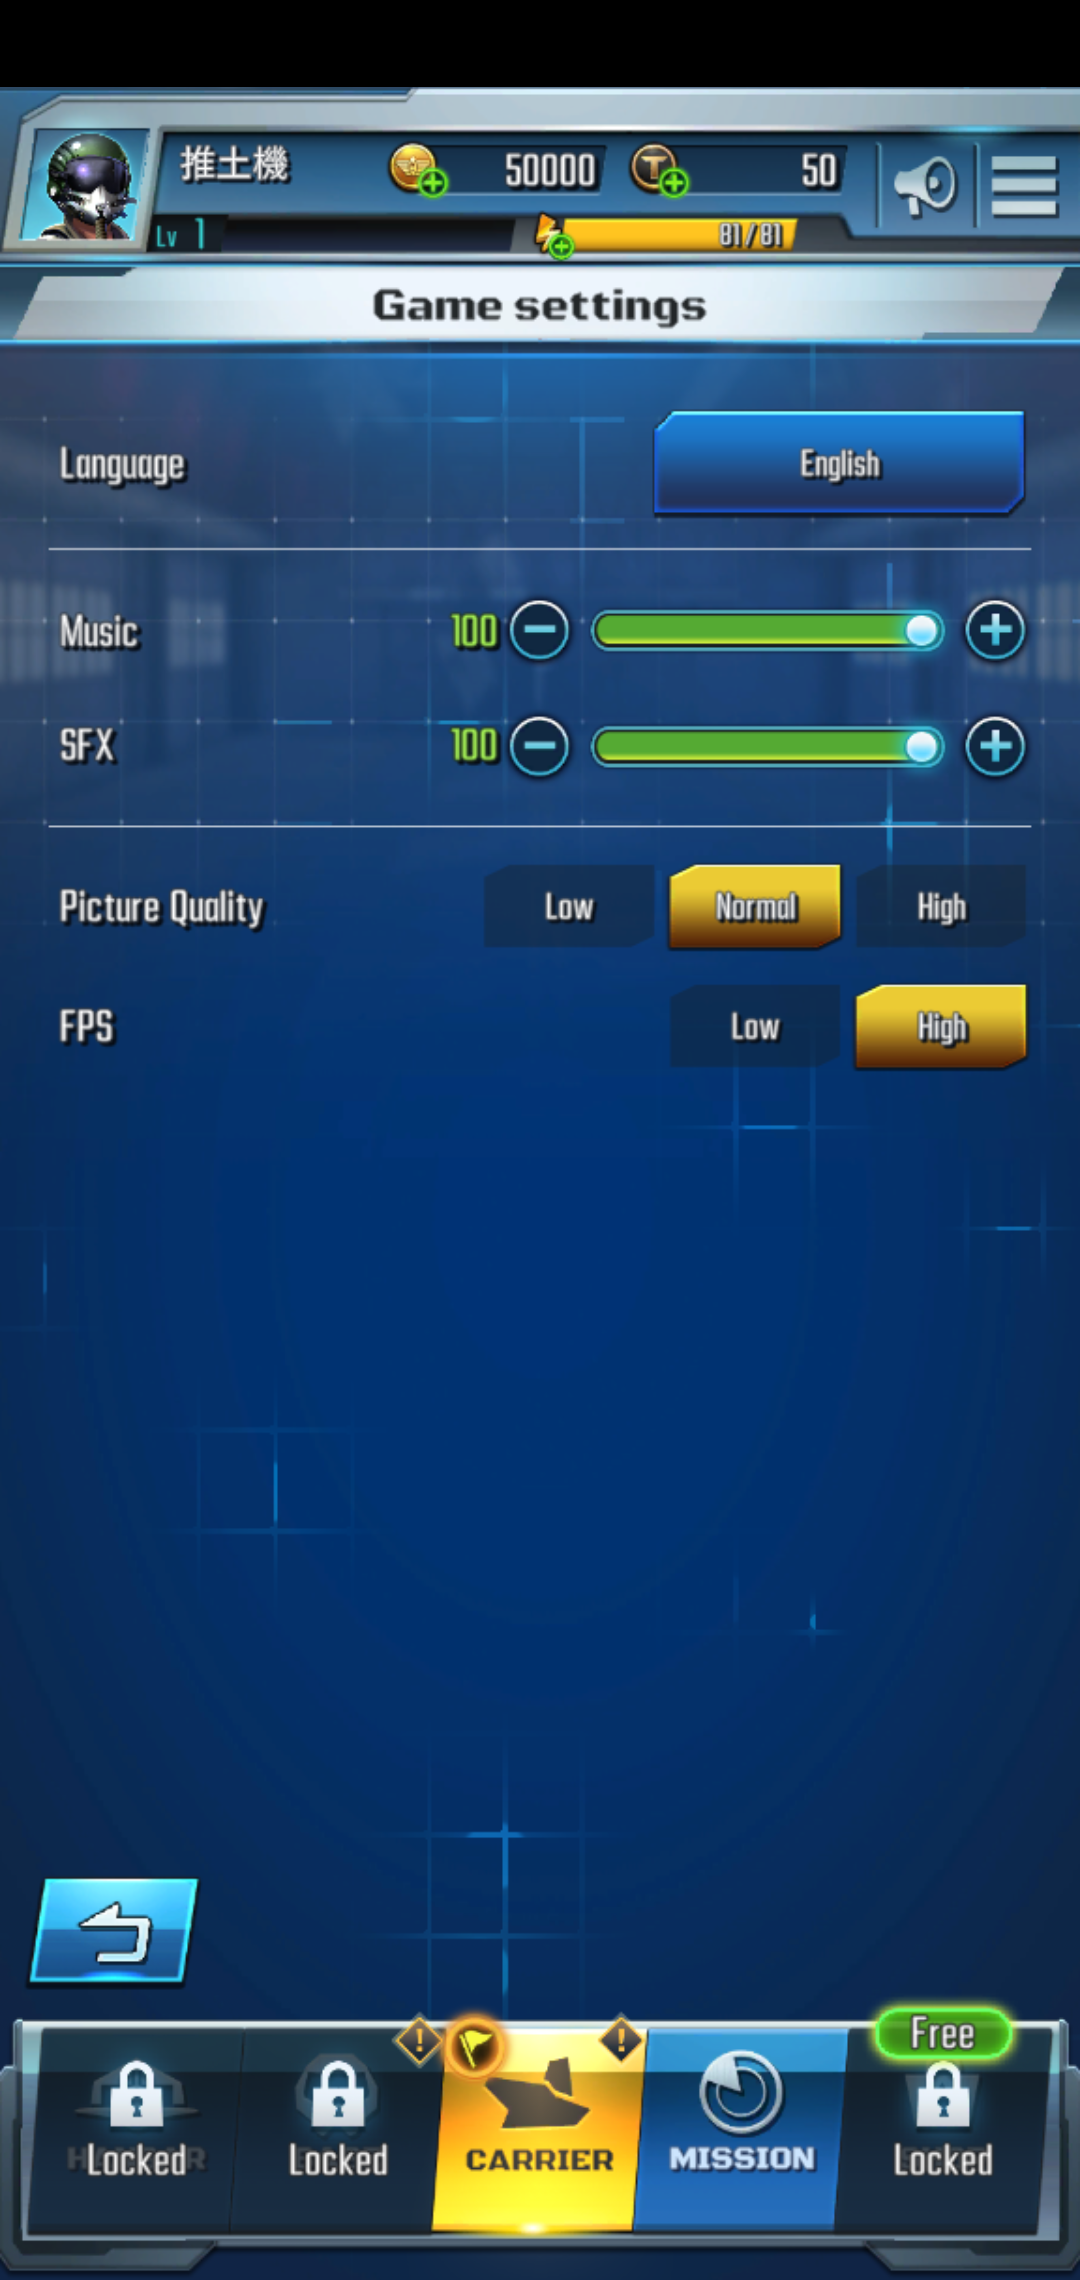 推土機
50000
50
Lv 1
81/81
Game settings
Language
English
Music
100
SFX
100
Picture Quality
Low
Normal
High
FPS
Low
High
Free
Locked
Locked
CARRIER
MISSION
Locked